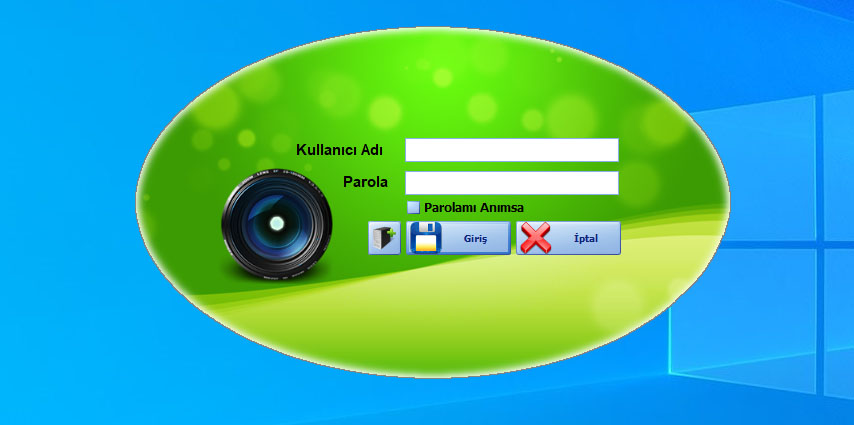 Kullanıcı Adı
Parola
Parolamı Anımsa
Giriş
İptal